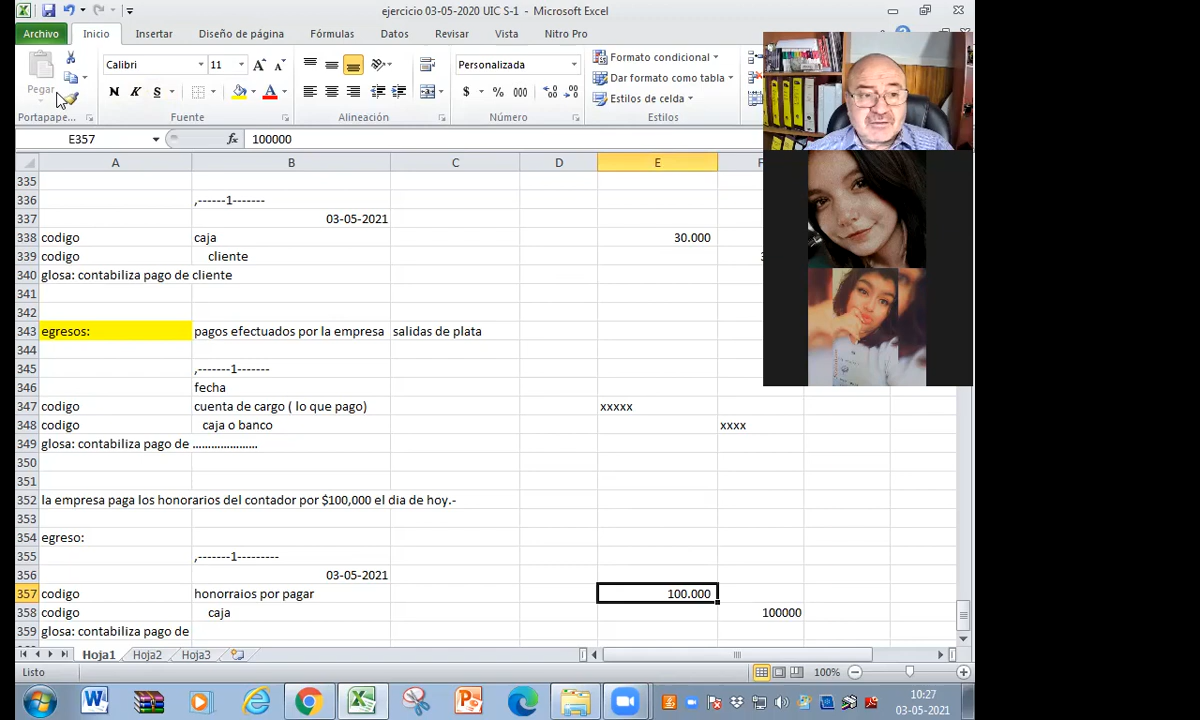 ejercicio 03-05-2020 UIC S-1 - Microsoft Excel
Archivo Inicio Insertar Diseño de página Fórmulas Datos Revisar Vista Nitro Pro
Pegar
Calibri 11
N K S
Personalizada
$ % 000
Formato condicional
Dar formato como tabla
Estilos de celda
Portapape... Fuente Alineación Número Estilos
E357 fx 100000
A B C D E F
335
336 ,------1-------
337 03-05-2021
338 codigo caja 30.000
339 codigo cliente
340 glosa: contabiliza pago de cliente
341
342
343 egresos: pagos efectuados por la empresa salidas de plata
344
345 ,-------1-------
346 fecha
347 codigo cuenta de cargo ( lo que pago) xxxxx
348 codigo caja o banco xxxx
349 glosa: contabiliza pago de .....................
350
351
352 la empresa paga los honorarios del contador por $100,000 el dia de hoy.-
353
354 egreso:
355 ,-------1---------
356 03-05-2021
357 codigo honorraios por pagar 100.000
358 codigo caja 100000
359 glosa: contabiliza pago de
Hoja1 Hoja2 Hoja3
Listo 100%
10:27
03-05-2021